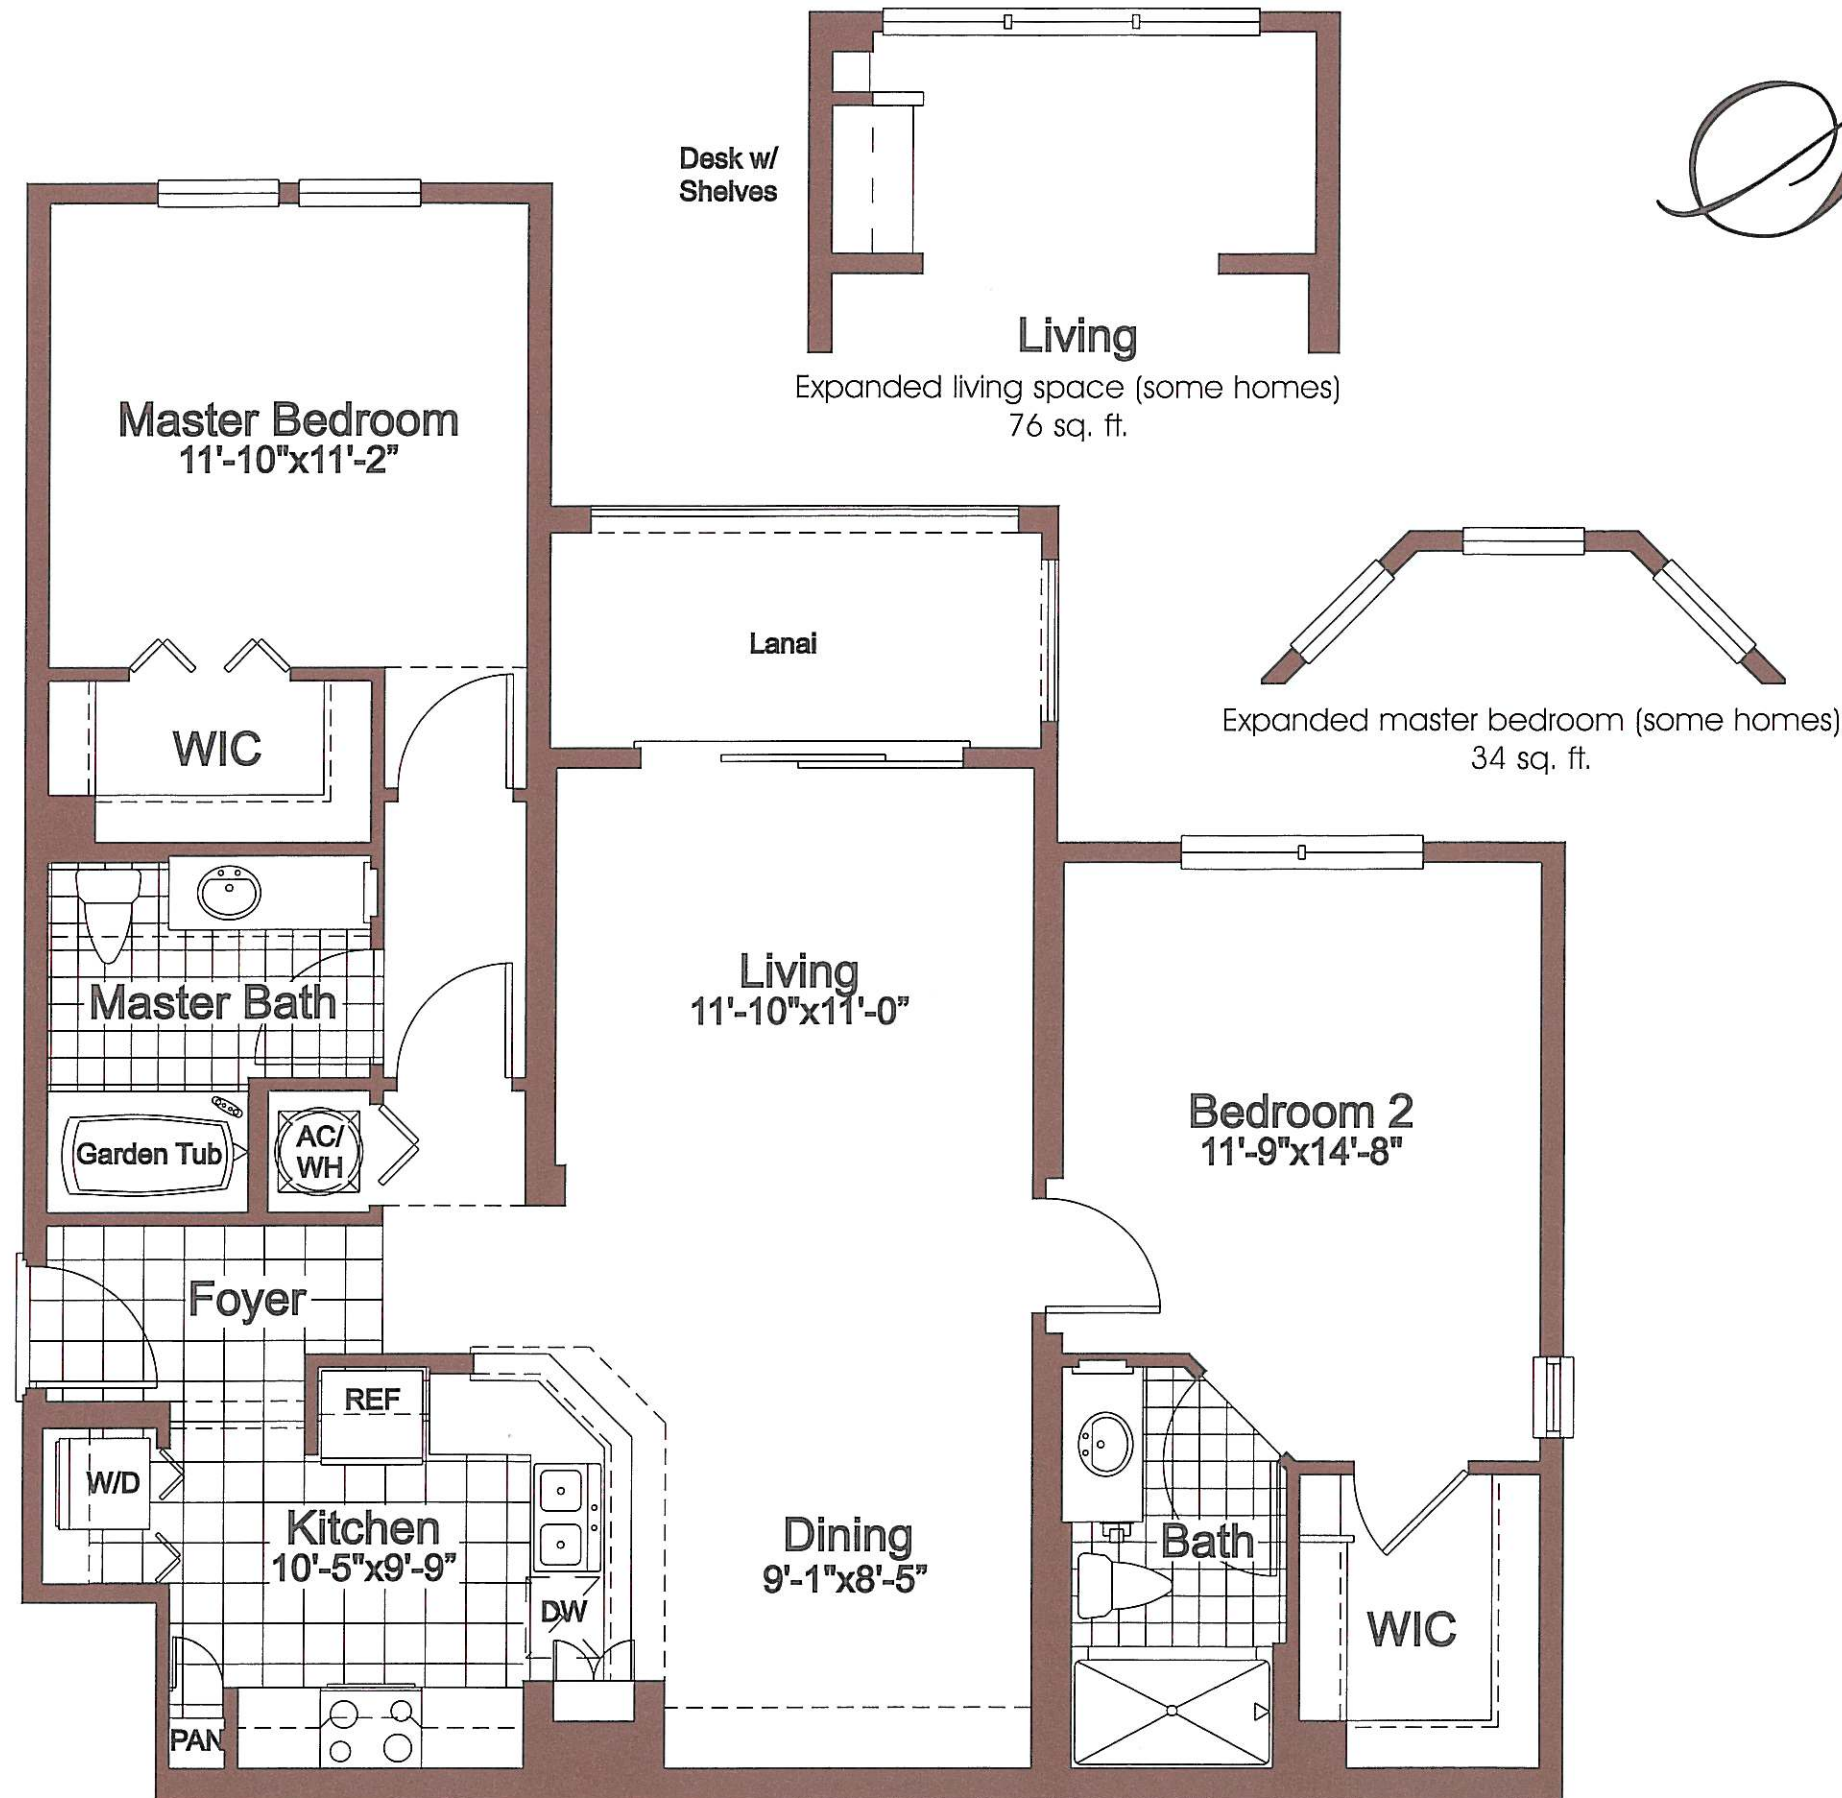 Desk w/
Shelves
Living
Expanded living space (some homes)
76 sq. ft.
Master Bedroom
11'-10"x11'-2”
Lanai
Expanded master bedroom (some homes)
34 sq. ft.
WIC
Master Bath
Living
11'-10"x11'-0”
Bedroom 2
11'-9"x14'-8"
Garden Tub
AC/
WH
Foyer
REF
W/D
Kitchen
10'-5"x9'-9”
DW
Dining
9'-1"x8'-5”
Bath
WIC
PAN